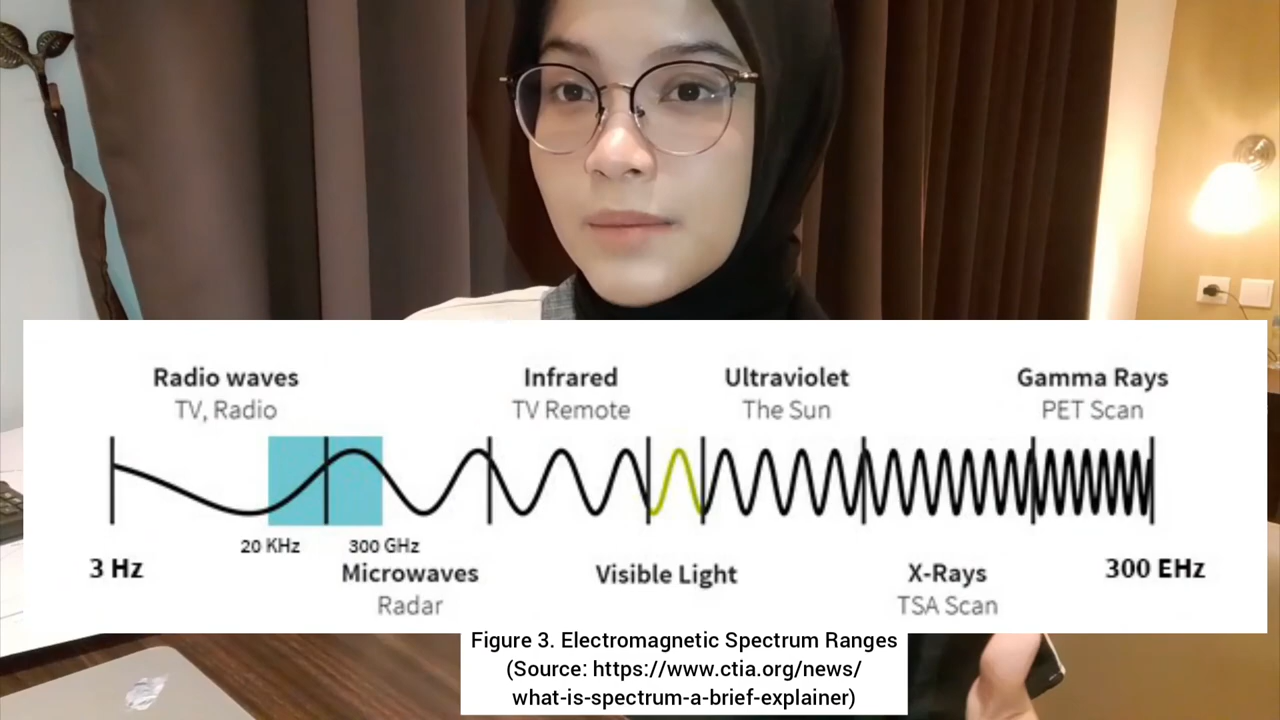 Radio waves
TV, Radio
Infrared
TV Remote
Ultraviolet
The Sun
Gamma Rays
PET Scan
20 KHz
300 GHz
3 Hz
Microwaves
Radar
Visible Light
X-Rays
TSA Scan
300 EHz
Figure 3. Electromagnetic Spectrum Ranges
(Source: https://www.ctia.org/news/
what-is-spectrum-a-brief-explainer)